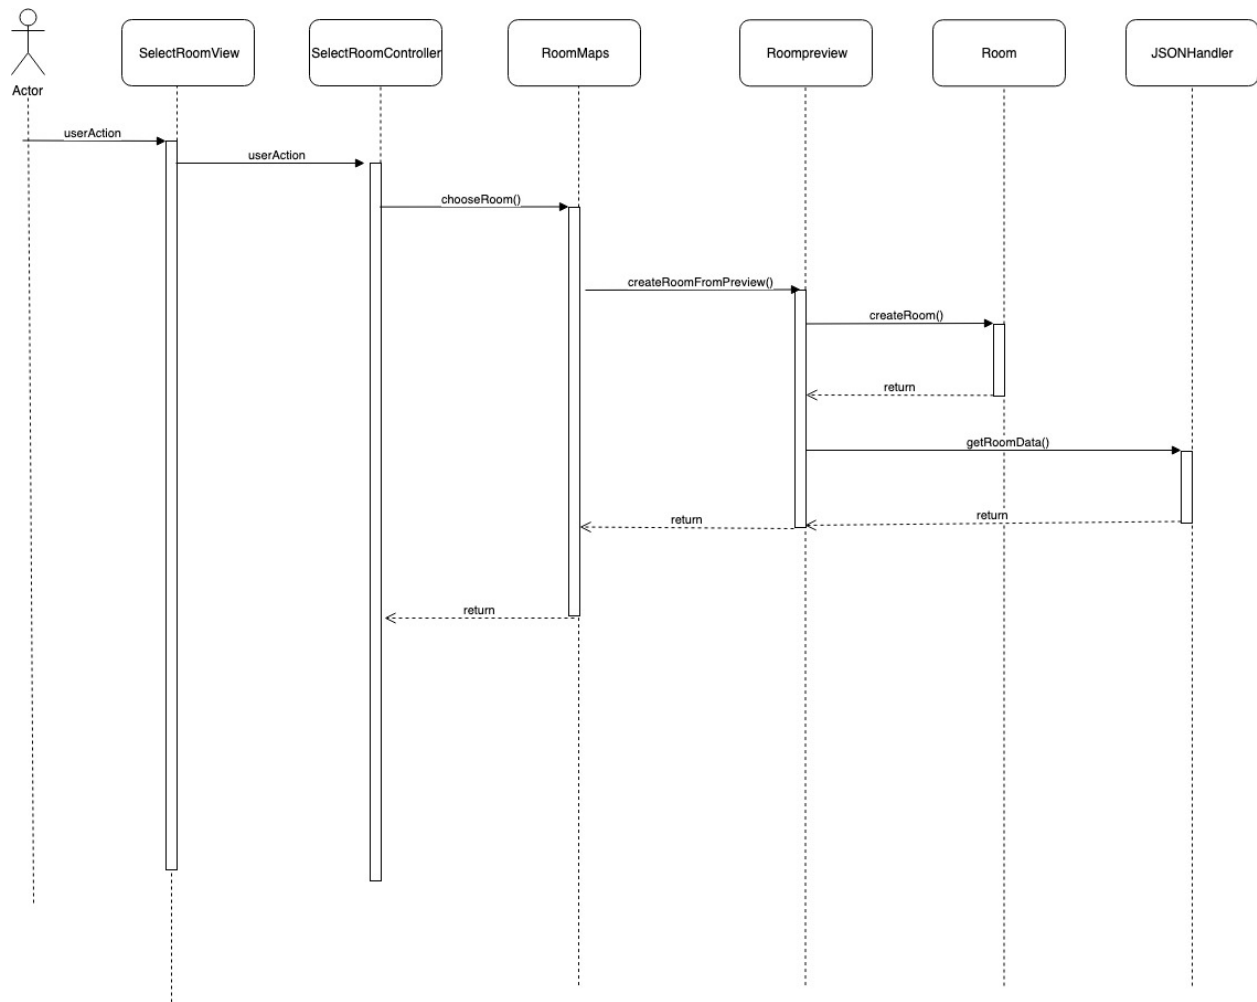 SelectRoomView
SelectRoomController
RoomMaps
Roompreview
Room
JSONHandler
Actor
userAction
userAction
chooseRoom()
createRoomFromPreview()
createRoom()
return
getRoomData()
return
return
return